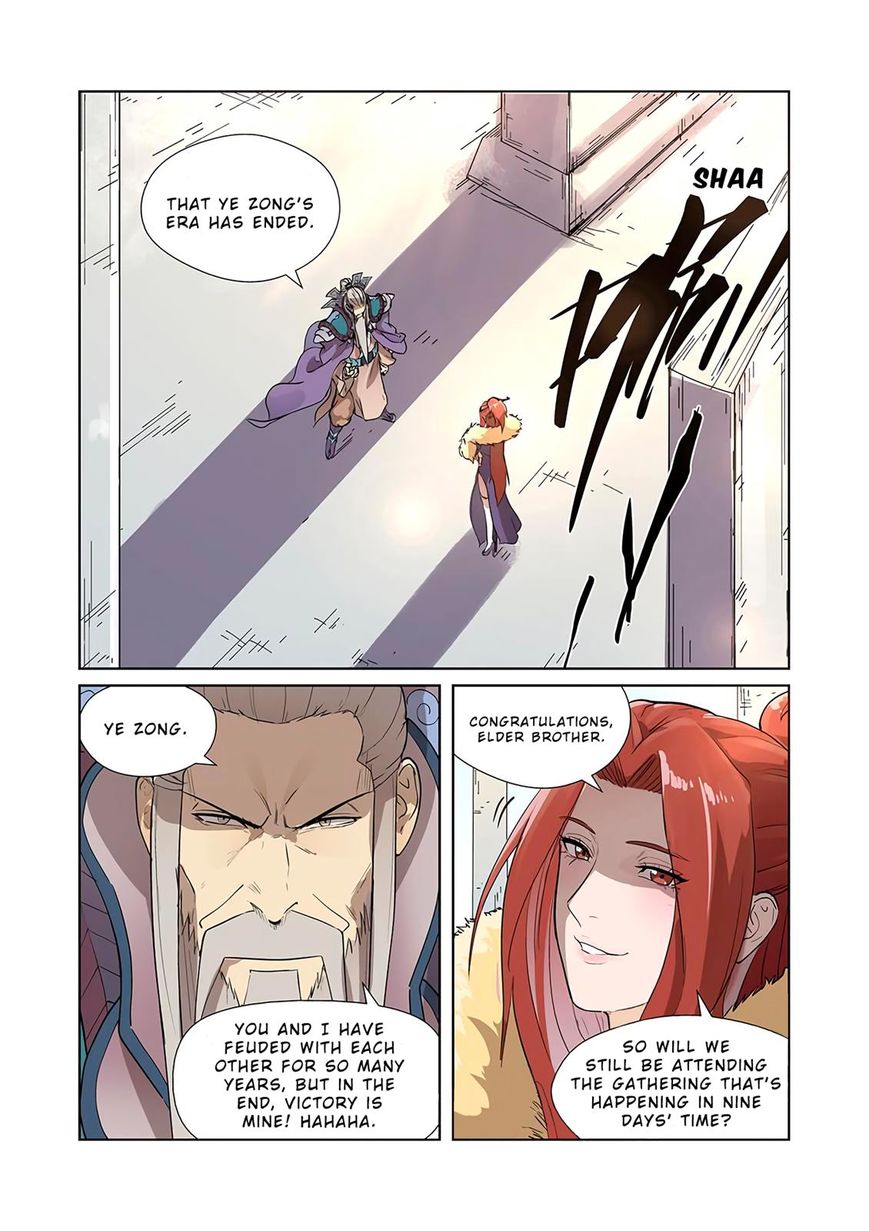 THAT YE ZONG'S
ERA HAS ENDED.
SHAA
YE ZONG.
YOU AND I HAVE
FEUDED WITH EACH
OTHER FOR SO MANY
YEARS, BUT IN THE
END, VICTORY IS
MINE! HAHAHA.
CONGRATULATIONS,
ELDER BROTHER.
SO WILL WE
STILL BE ATTENDING
THE GATHERING THAT'S
HAPPENING IN NINE
DAYS' TIME?